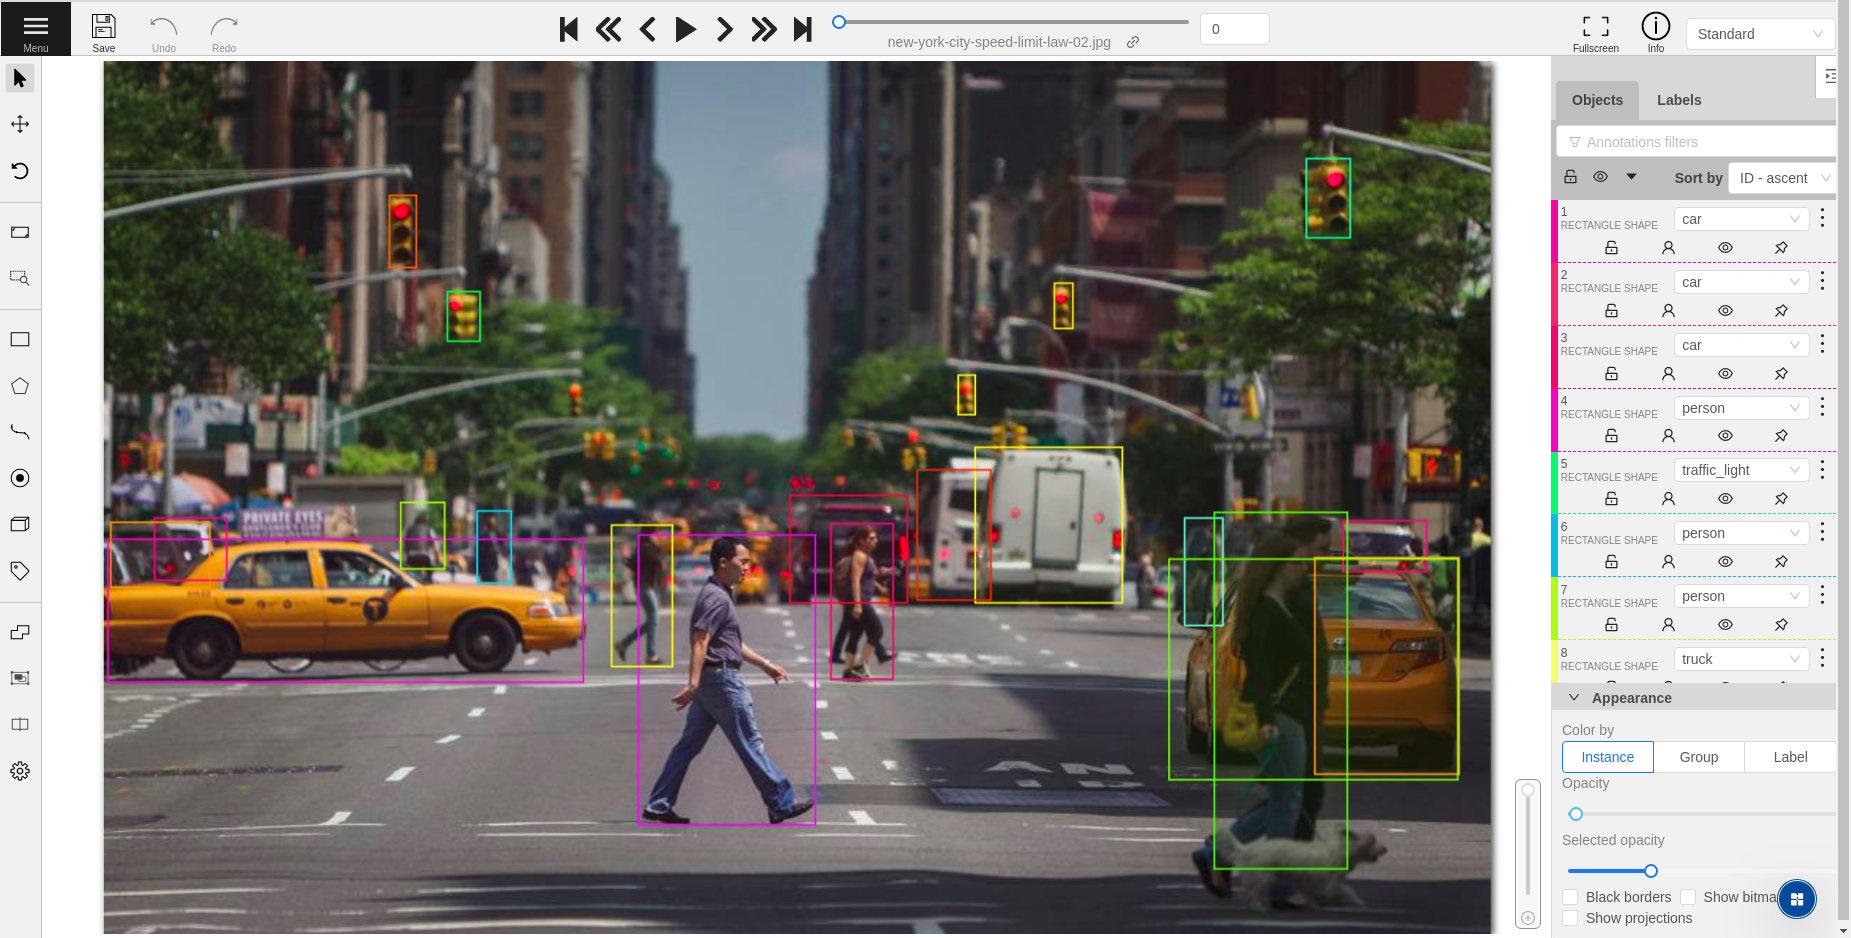 Menu
Save
Undo
Redo
new-york-city-speed-limit-law-02.jpg
0
Fullscreen
Info
Standard
Objects
Labels
Annotations filters
Sort by
ID - ascent
1
RECTANGLE SHAPE
car
2
RECTANGLE SHAPE
car
3
RECTANGLE SHAPE
car
4
RECTANGLE SHAPE
person
5
RECTANGLE SHAPE
traffic_light
6
RECTANGLE SHAPE
person
7
RECTANGLE SHAPE
person
8
RECTANGLE SHAPE
truck
Appearance
Color by
Instance
Group
Label
Opacity
Selected opacity
Black borders
Show bitma
Show projections
PRIVATE EYES
T
AN